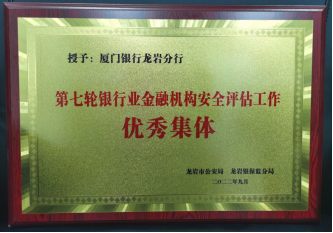 授予：厦门银行龙岩分行
第七轮银行业金融机构安全评估工作
优秀集体
龙岩市公安局 龙岩银保监分局
二〇二二年九月